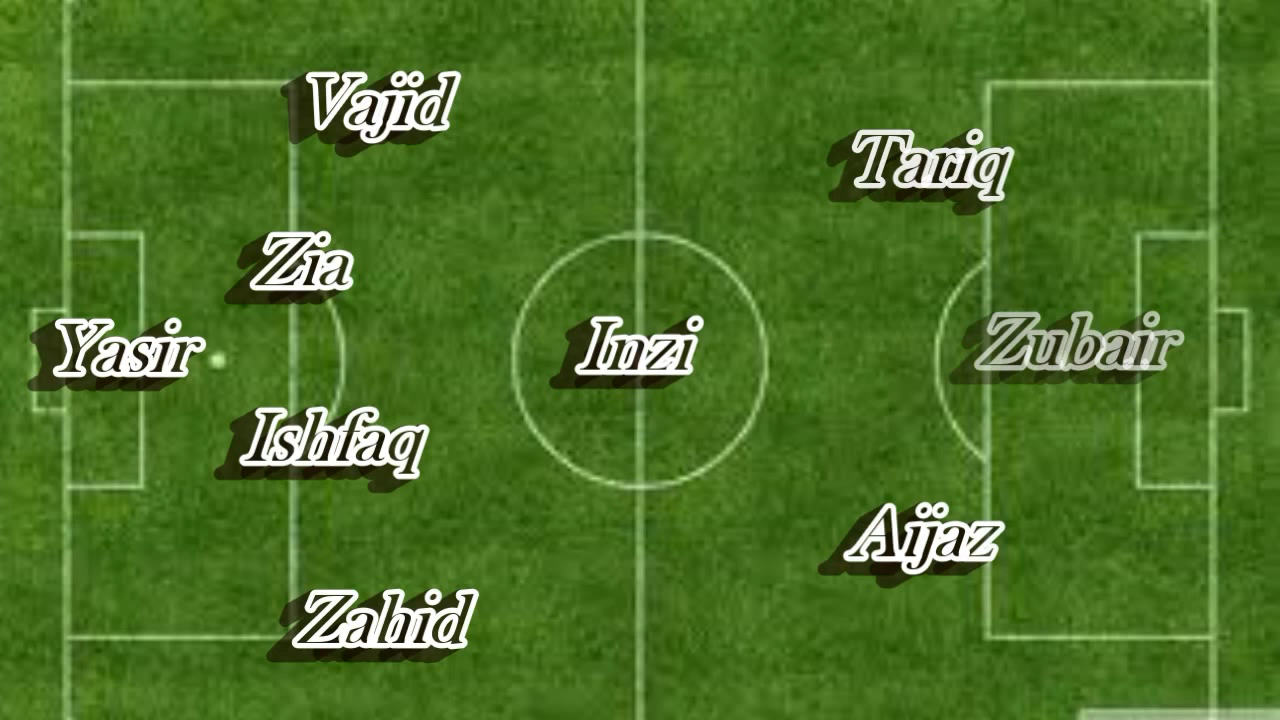 Vajid
Tariq
Zia
Yasir
Inzi
Zubair
Ishfaq
Aijaz
Zahid